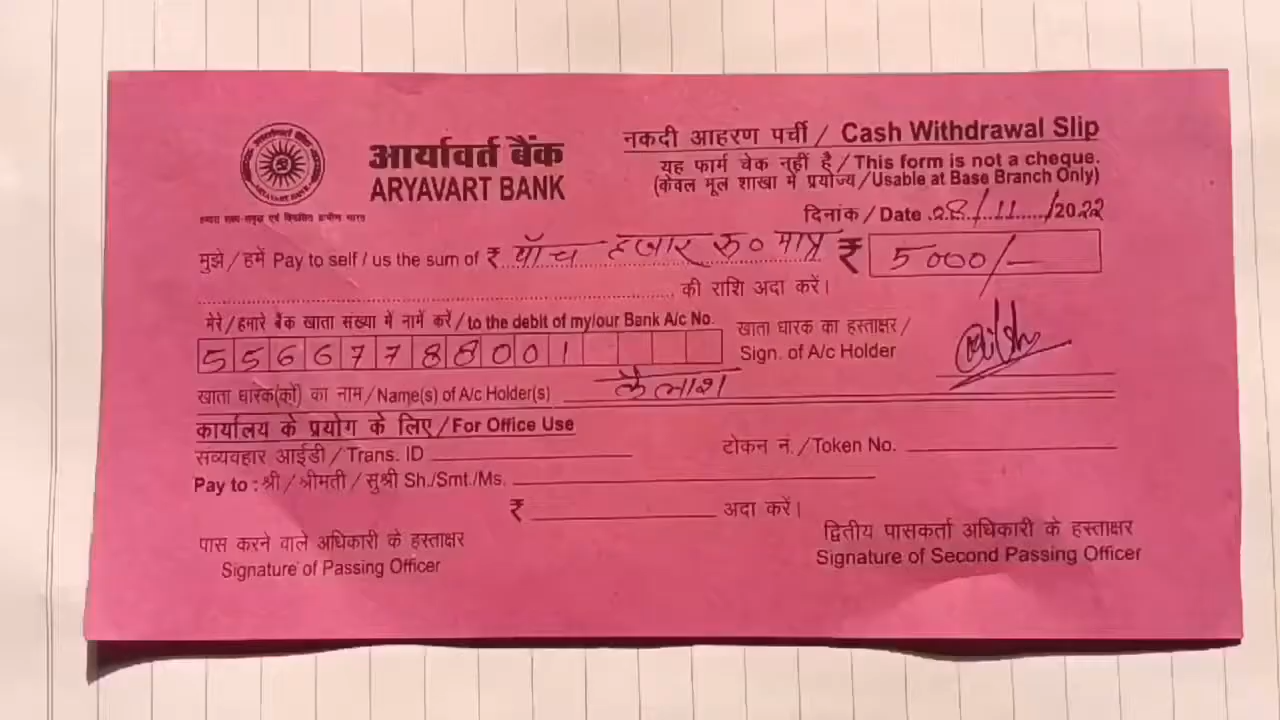 आर्यावर्त बैंक
ARYAVART BANK
नकदी आहरण पर्ची / Cash Withdrawal Slip
यह फार्म चेक नहीं है / This form is not a cheque.
(केवल मूल शाखा में प्रयोज्य / Usable at Base Branch Only)
दिनांक / Date 28/11/2022
मुझे / हमें Pay to self / us the sum of ₹ पाँच हजार रु० मात्र ₹ 5000/-
की राशि अदा करें।
मेरे / हमारे बैंक खाता संख्या में नामें करें / to the debit of my/our Bank A/c No.
55667788001
खाता धारक का हस्ताक्षर /
Sign. of A/c Holder
खाता धारक(कों) का नाम / Name(s) of A/c Holder(s) कैलाश
कार्यालय के प्रयोग के लिए / For Office Use
संव्यवहार आईडी / Trans. ID
टोकन नं. / Token No.
Pay to : श्री / श्रीमती / सुश्री Sh./Smt./Ms.
₹ अदा करें।
पास करने वाले अधिकारी के हस्ताक्षर
Signature of Passing Officer
द्वितीय पासकर्ता अधिकारी के हस्ताक्षर
Signature of Second Passing Officer